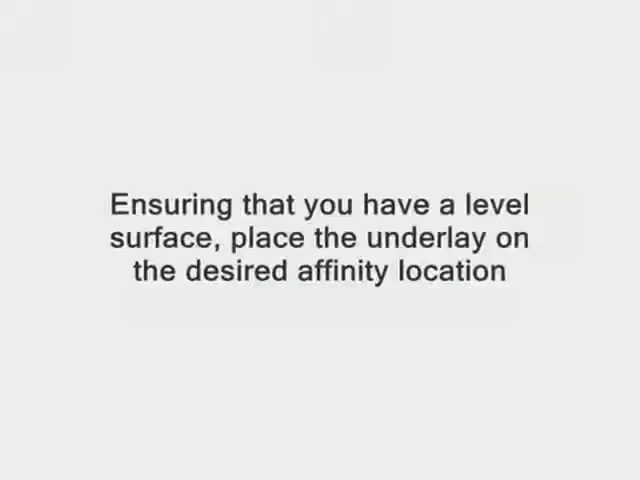 Ensuring that you have a level
surface, place the underlay on
the desired affinity location